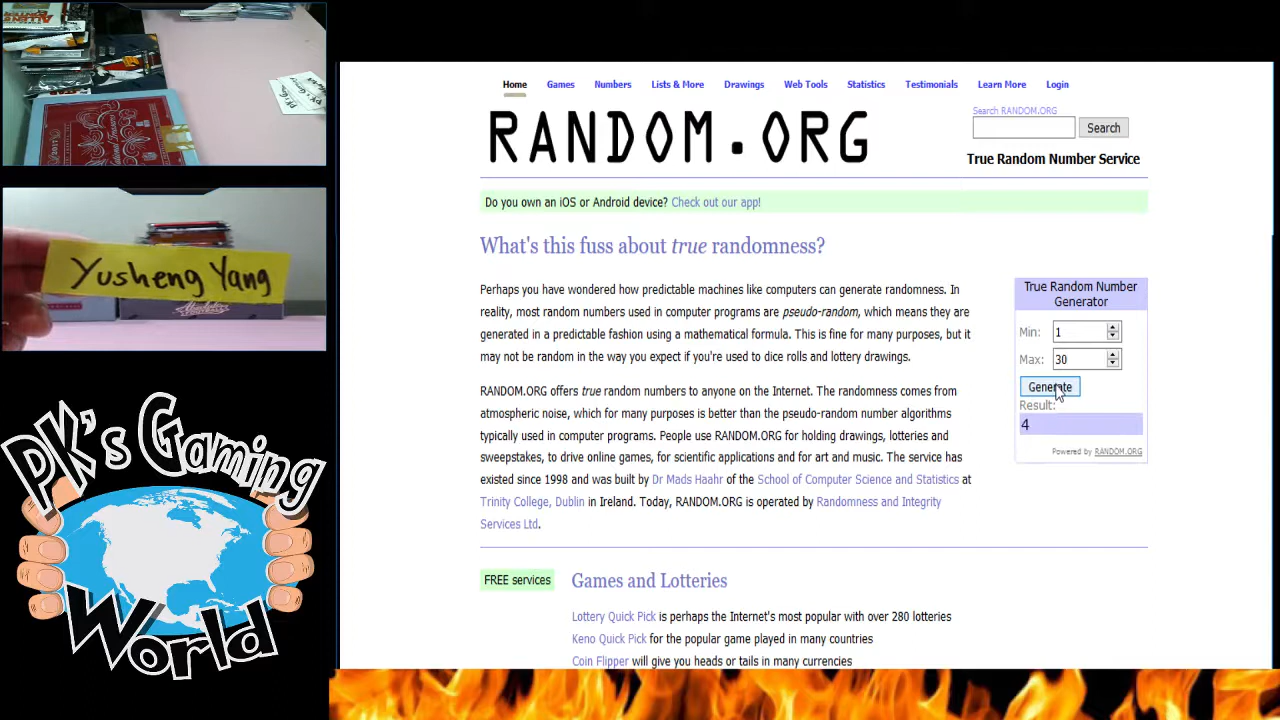 2017
Yusheng Yang
Absolute
PK's Gaming World
Home Games Numbers Lists & More Drawings Web Tools Statistics Testimonials Learn More Login
RANDOM.ORG
Search RANDOM.ORG
Search
True Random Number Service
Do you own an iOS or Android device? Check out our app!
What's this fuss about true randomness?
Perhaps you have wondered how predictable machines like computers can generate randomness. In
reality, most random numbers used in computer programs are pseudo-random, which means they are
generated in a predictable fashion using a mathematical formula. This is fine for many purposes, but it
may not be random in the way you expect if you're used to dice rolls and lottery drawings.
RANDOM.ORG offers true random numbers to anyone on the Internet. The randomness comes from
atmospheric noise, which for many purposes is better than the pseudo-random number algorithms
typically used in computer programs. People use RANDOM.ORG for holding drawings, lotteries and
sweepstakes, to drive online games, for scientific applications and for art and music. The service has
existed since 1998 and was built by Dr Mads Haahr of the School of Computer Science and Statistics at
Trinity College, Dublin in Ireland. Today, RANDOM.ORG is operated by Randomness and Integrity
Services Ltd.
True Random Number
Generator
Min: 1
Max: 30
Generate
Result:
4
Powered by RANDOM.ORG
FREE services
Games and Lotteries
Lottery Quick Pick is perhaps the Internet's most popular with over 280 lotteries
Keno Quick Pick for the popular game played in many countries
Coin Flipper will give you heads or tails in many currencies